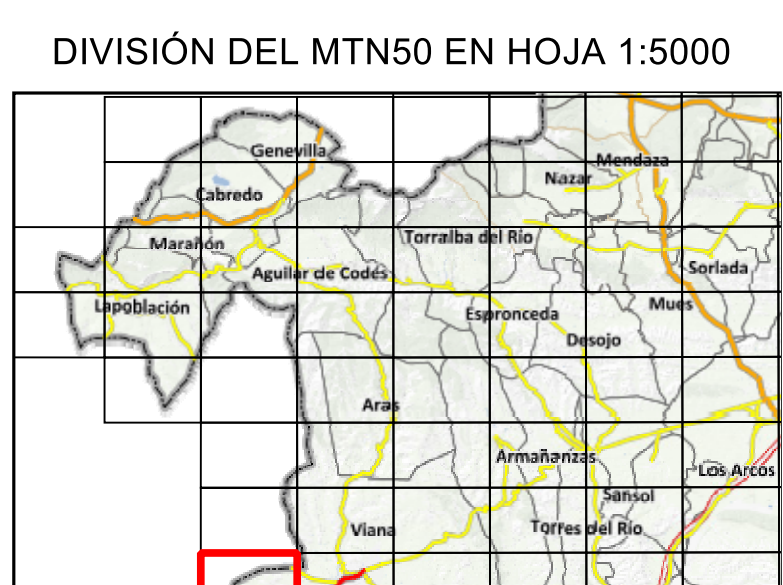 DIVISIÓN DEL MTN50 EN HOJA 1:5000
Genevilla
Mendaza
Nazar
Cabredo
Torralba del Río
Marañón
Sorlada
Aguilar de Codés
Mues
Lapoblación
Espronceda
Desojo
Aras
Armañanzas
Los Arcos
Sansol
Torres del Río
Viana